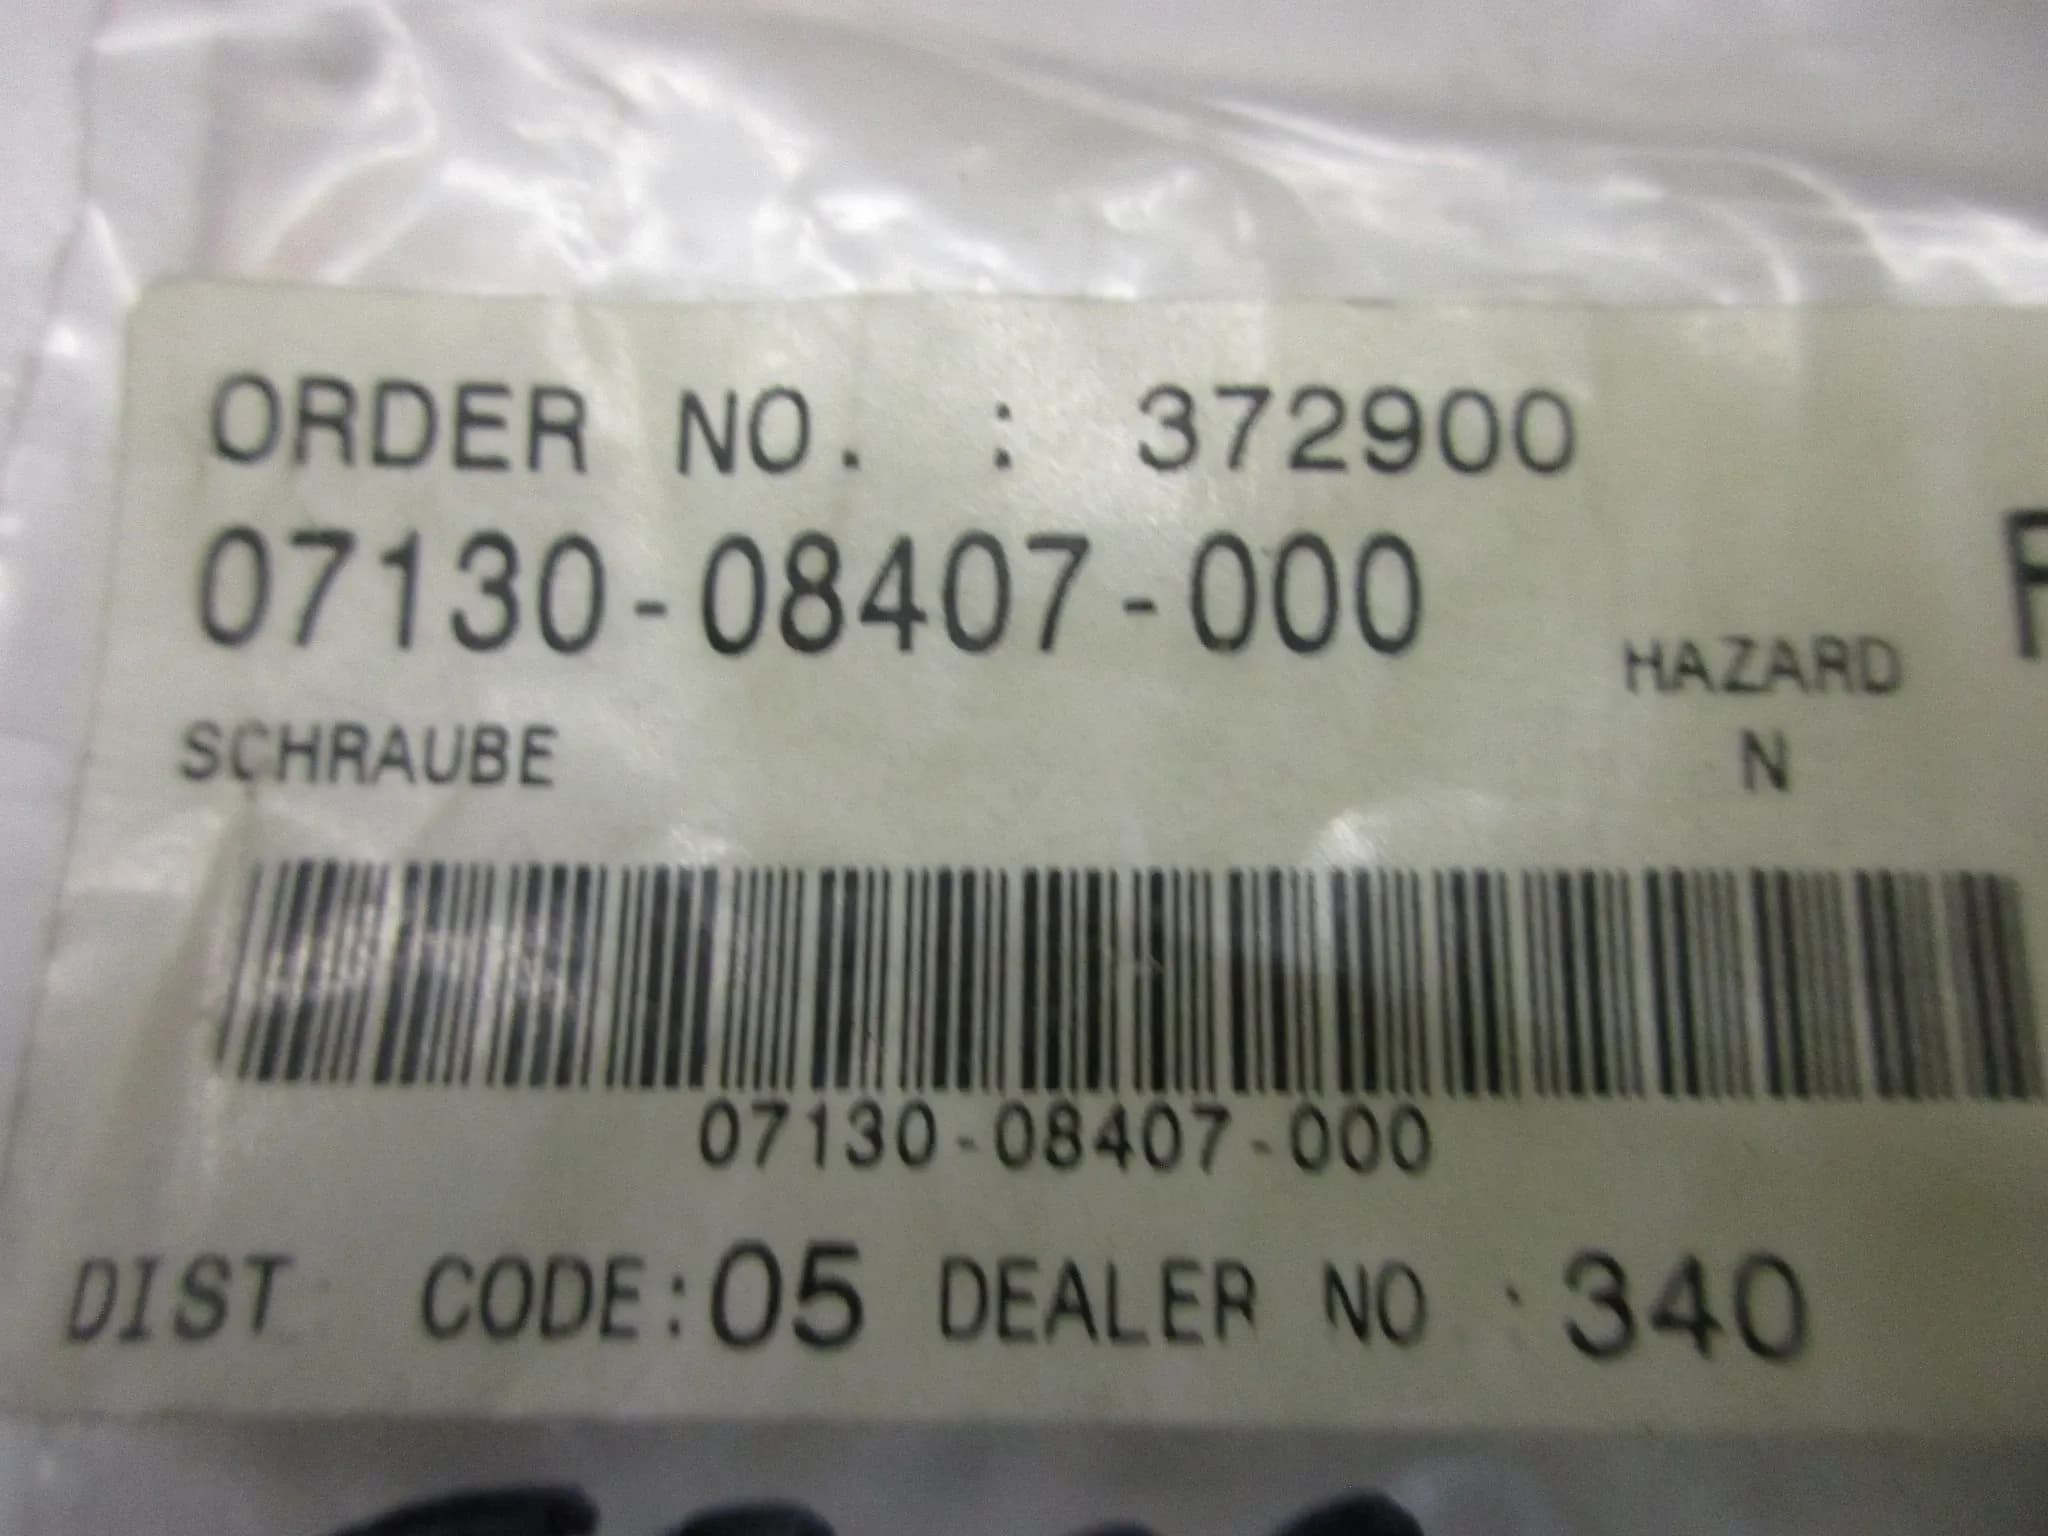 ORDER NO. : 372900
07130-08407-000
HAZARD
SCHRAUBE
N
07130-08407-000
DIST CODE:05 DEALER NO : 340